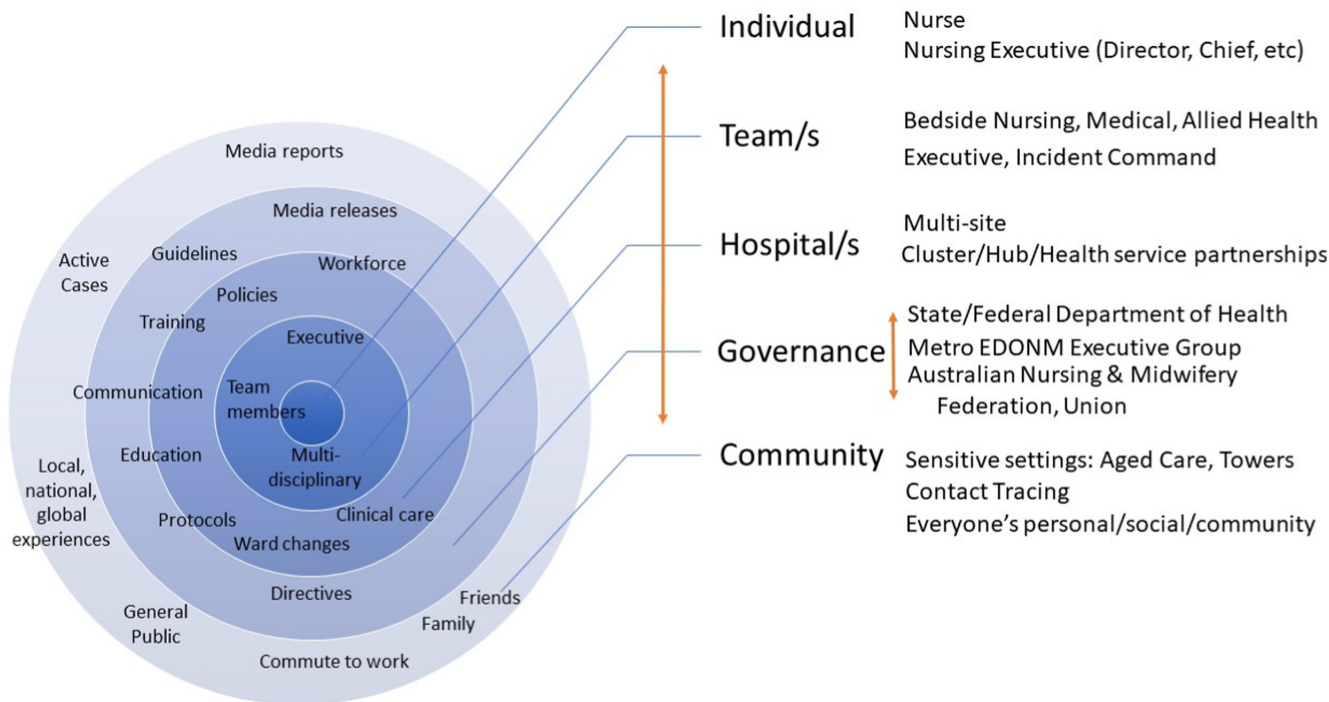 Individual
Nurse
Nursing Executive (Director, Chief, etc)
Team/s
Bedside Nursing, Medical, Allied Health
Executive, Incident Command
Hospital/s
Multi-site
Cluster/Hub/Health service partnerships
Governance
State/Federal Department of Health
Metro EDONM Executive Group
Australian Nursing & Midwifery
Federation, Union
Community
Sensitive settings: Aged Care, Towers
Contact Tracing
Everyone's personal/social/community
Media reports
Media releases
Guidelines
Workforce
Active
Cases
Policies
Training
Executive
Communication
Team
members
Education
Multi-
disciplinary
Local,
national,
global
experiences
Protocols
Clinical care
Ward changes
Directives
Friends
Family
General
Public
Commute to work